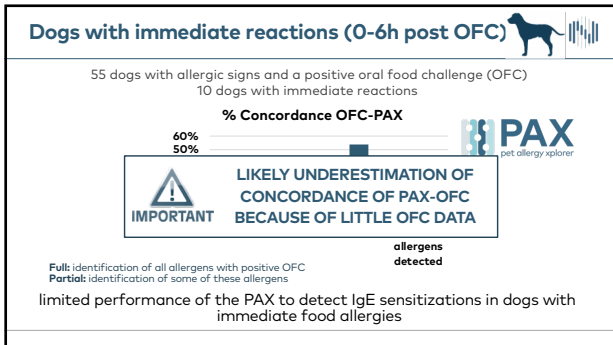 Dogs with immediate reactions (0-6h post OFC)
55 dogs with allergic signs and a positive oral food challenge (OFC)
10 dogs with immediate reactions
% Concordance OFC-PAX
60%
50%
PAX
pet allergy xplorer
IMPORTANT
LIKELY UNDERESTIMATION OF
CONCORDANCE OF PAX-OFC
BECAUSE OF LITTLE OFC DATA
allergens
detected
Full: identification of all allergens with positive OFC
Partial: identification of some of these allergens
limited performance of the PAX to detect IgE sensitizations in dogs with
immediate food allergies